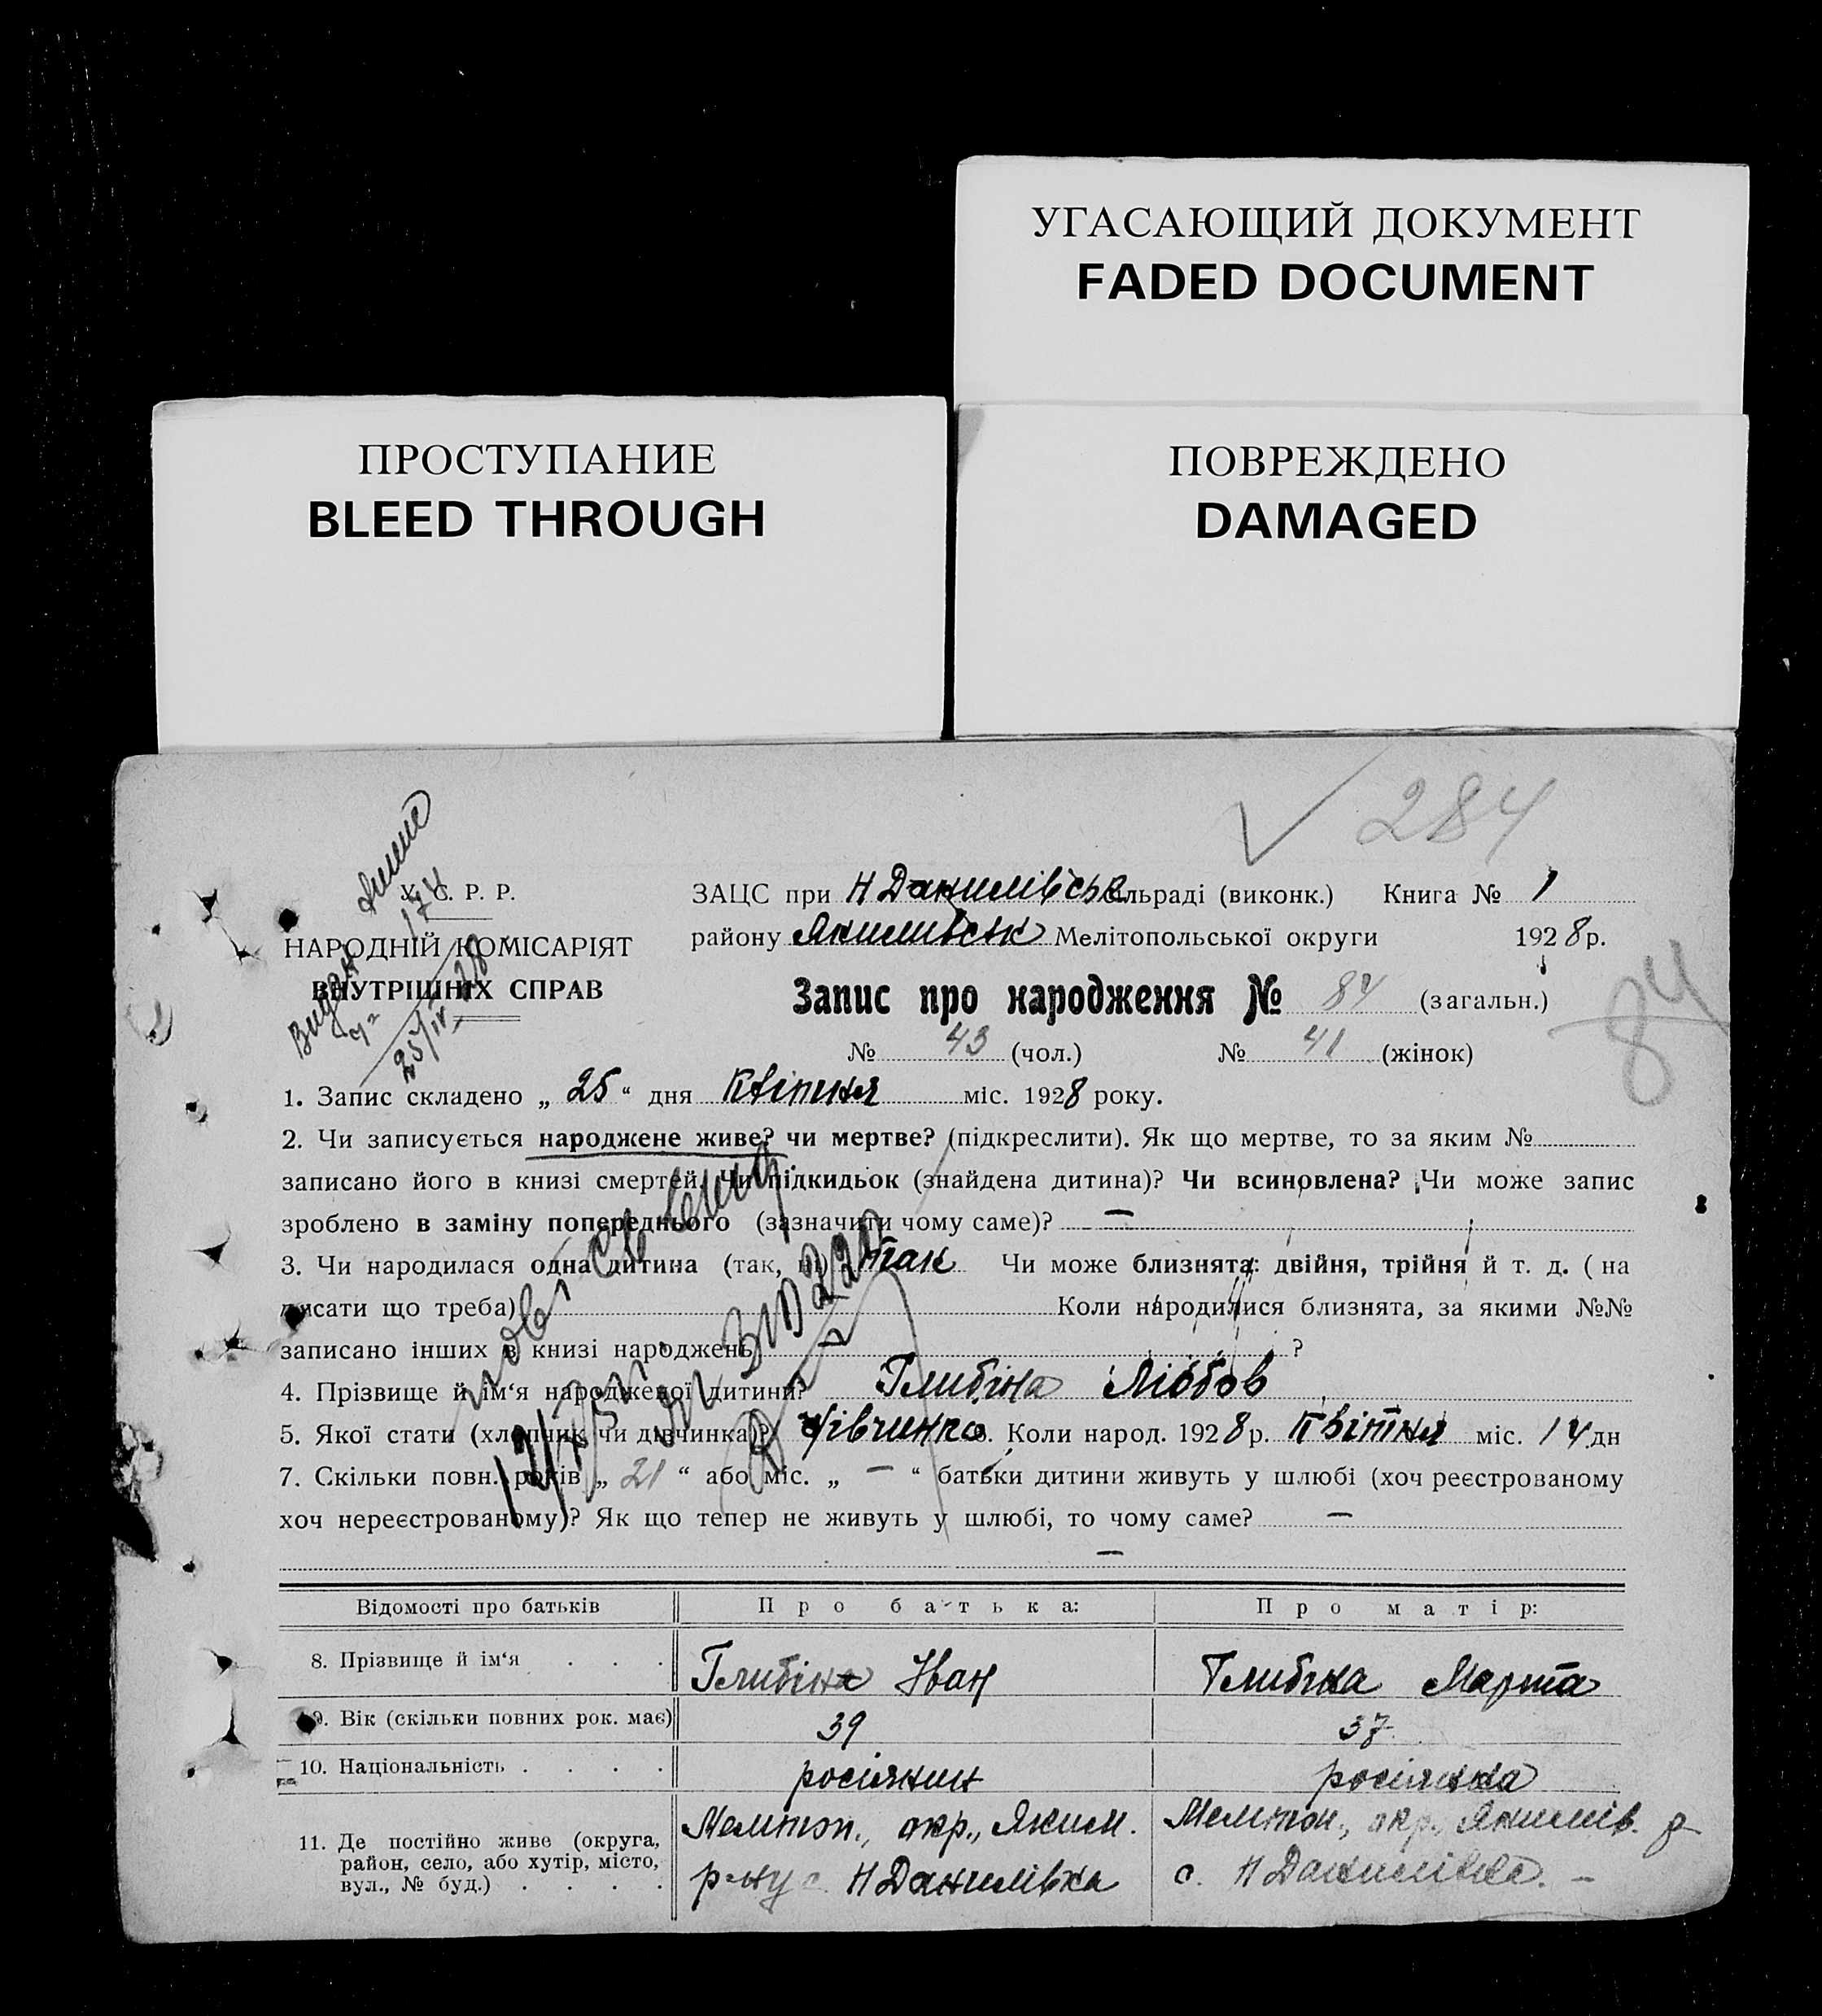 УГАСАЮЩИЙ ДОКУМЕНТ
FADED DOCUMENT
ПРОСТУПАНИЕ
BLEED THROUGH
ПОВРЕЖДЕНО
DAMAGED
284
У. С. Р. Р.
НАРОДНІЙ КОМІСАРІЯТ
ВНУТРІШНІХ СПРАВ
ЗАЦС при Н Данилівськ сільраді (виконк.) Книга № 1
району Якимівськ Мелітопольської округи 1928 р.
Запис про народження № 84 (загальн.)
84
№ 43 (чол.) № 41 (жінок)
1. Запис складено „ 25 “ дня Квітня міс. 1928 року.
2. Чи записується народжене живе? чи мертве? (підкреслити). Як що мертве, то за яким №
записано його в книзі смертей. Чи підкидьок (знайдена дитина)? Чи всиновлена? Чи може запис
зроблено в заміну попереднього (зазначити чому саме)? —
3. Чи народилася одна дитина (так, ні) так Чи може близнята: двійня, трійня й т. д. (на
писати що треба) Коли народилися близнята, за якими №№
записано інших в книзі народжень ?
4. Прізвище й ім‘я народженої дитини? Глибіна Любов
5. Якої стати (хлопчик чи дівчинка)? дівчинка 6. Коли народ. 1928 р. Квітня міс. 14 дн
7. Скільки повн. років „ 21 “ або міс. „ — “ батьки дитини живуть у шлюбі (хоч реєстрованому
хоч нереєстрованому)? Як що тепер не живуть у шлюбі, то чому саме? —
—
Відомості про батьків Про батька: Про матір:
8. Прізвище й ім‘я . . . Глибіна Іван Глибіна Марта
9. Вік (скільки повних рок. має) 39 37
10. Національність . . . . росіянин росіянка
11. Де постійно живе (округа, район, село, або хутір, місто, вул., № буд.) . . . .
Меліноп., окр., Яким. р-ну с. Н Данилівка
Меліноп., окр., Якимів. р с. Н Данилівка. –